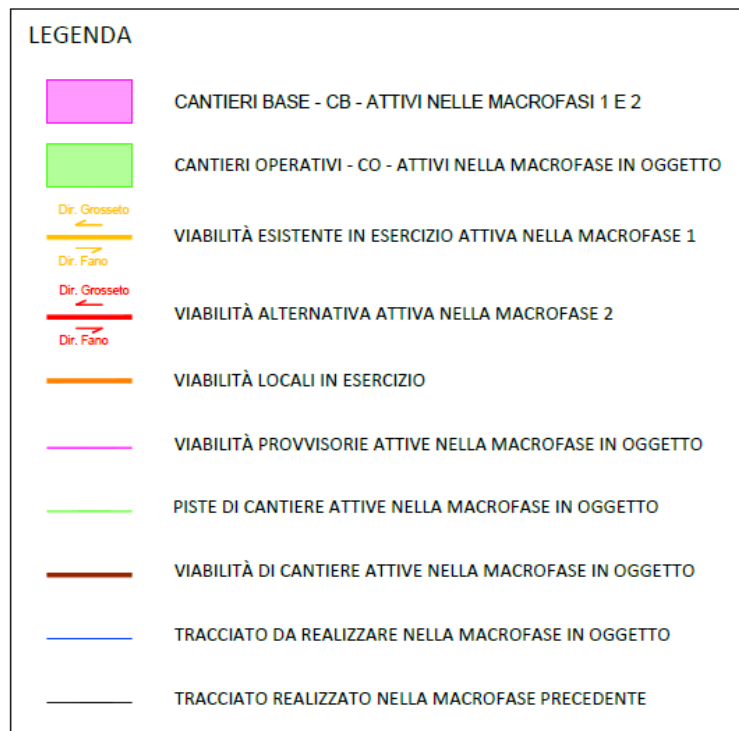 LEGENDA
CANTIERI BASE - CB - ATTIVI NELLE MACROFASI 1 E 2
CANTIERI OPERATIVI - CO - ATTIVI NELLA MACROFASE IN OGGETTO
Dir. Grosseto
VIABILITÀ ESISTENTE IN ESERCIZIO ATTIVA NELLA MACROFASE 1
Dir. Fano
Dir. Grosseto
VIABILITÀ ALTERNATIVA ATTIVA NELLA MACROFASE 2
Dir. Fano
VIABILITÀ LOCALI IN ESERCIZIO
VIABILITÀ PROVVISORIE ATTIVE NELLA MACROFASE IN OGGETTO
PISTE DI CANTIERE ATTIVE NELLA MACROFASE IN OGGETTO
VIABILITÀ DI CANTIERE ATTIVE NELLA MACROFASE IN OGGETTO
TRACCIATO DA REALIZZARE NELLA MACROFASE IN OGGETTO
TRACCIATO REALIZZATO NELLA MACROFASE PRECEDENTE